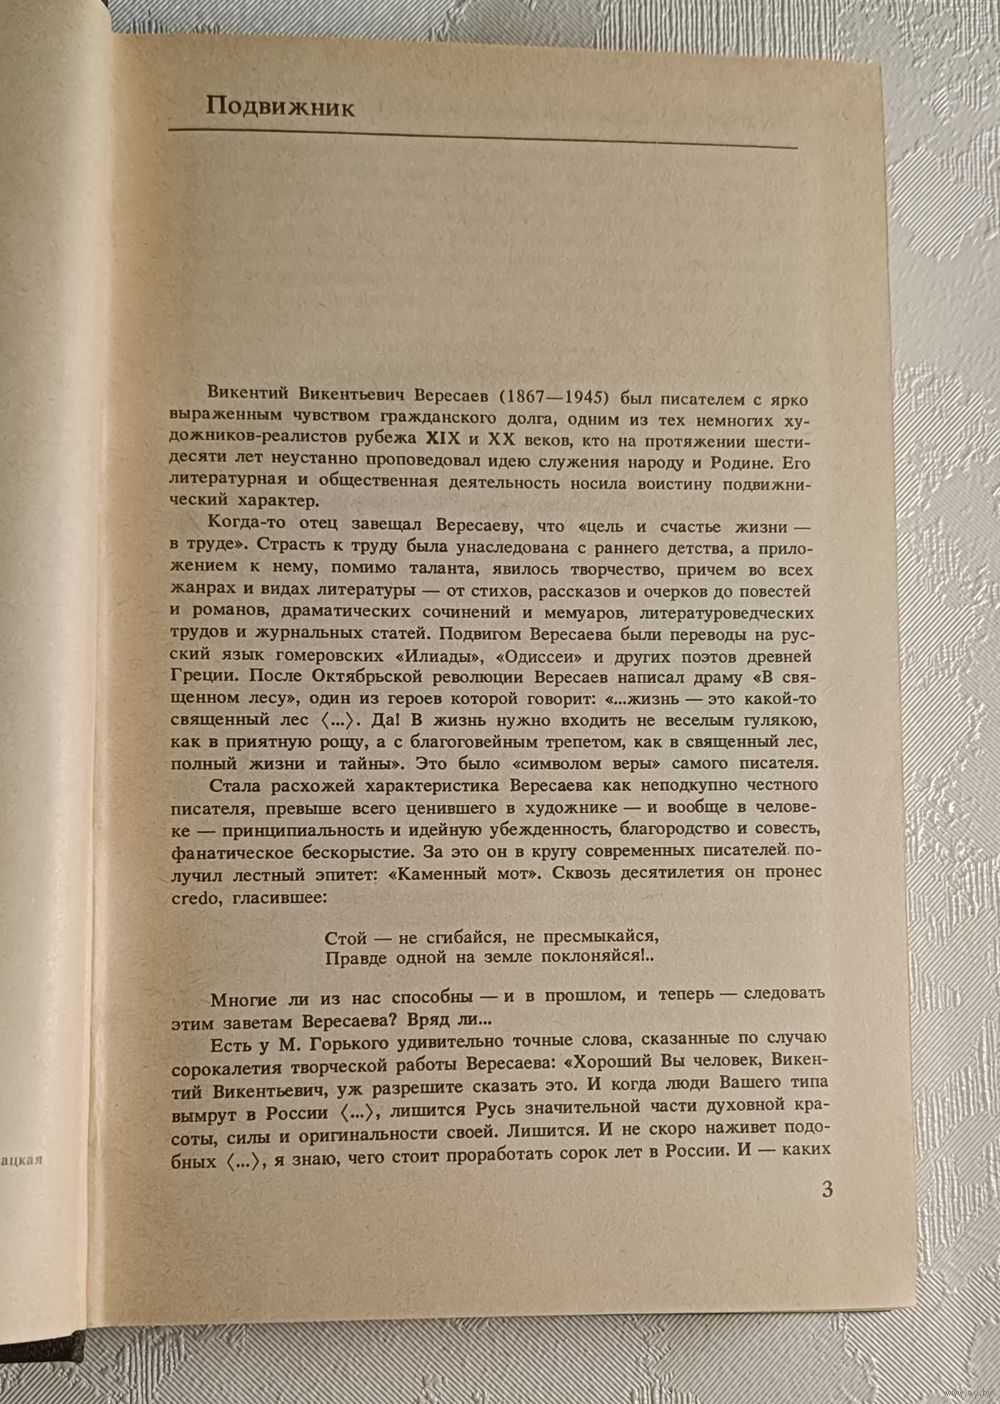 Подвижник
Викентий Викентьевич Вересаев (1867—1945) был писателем с ярко
выраженным чувством гражданского долга, одним из тех немногих ху-
дожников-реалистов рубежа XIX и XX веков, кто на протяжении шести-
десяти лет неустанно проповедовал идею служения народу и Родине. Его
литературная и общественная деятельность носила воистину подвижни-
ческий характер.
Когда-то отец завещал Вересаеву, что «цель и счастье жизни —
в труде». Страсть к труду была унаследована с раннего детства, а прило-
жением к нему, помимо таланта, явилось творчество, причем во всех
жанрах и видах литературы — от стихов, рассказов и очерков до повестей
и романов, драматических сочинений и мемуаров, литературоведческих
трудов и журнальных статей. Подвигом Вересаева были переводы на рус-
ский язык гомеровских «Илиады», «Одиссеи» и других поэтов древней
Греции. После Октябрьской революции Вересаев написал драму «В свя-
щенном лесу», один из героев которой говорит: «...жизнь — это какой-то
священный лес 〈...〉. Да! В жизнь нужно входить не веселым гулякою,
как в приятную рощу, а с благоговейным трепетом, как в священный лес,
полный жизни и тайны». Это было «символом веры» самого писателя.
Стала расхожей характеристика Вересаева как неподкупно честного
писателя, превыше всего ценившего в художнике — и вообще в челове-
ке — принципиальность и идейную убежденность, благородство и совесть,
фанатическое бескорыстие. За это он в кругу современных писателей по-
лучил лестный эпитет: «Каменный мот». Сквозь десятилетия он пронес
credo, гласившее:
Стой — не сгибайся, не пресмыкайся,
Правде одной на земле поклоняйся!..
Многие ли из нас способны — и в прошлом, и теперь — следовать
этим заветам Вересаева? Вряд ли...
Есть у М. Горького удивительно точные слова, сказанные по случаю
сорокалетия творческой работы Вересаева: «Хороший Вы человек, Викен-
тий Викентьевич, уж разрешите сказать это. И когда люди Вашего типа
вымрут в России 〈...〉, лишится Русь значительной части духовной кра-
соты, силы и оригинальности своей. Лишится. И не скоро наживет подо-
бных 〈...〉, я знаю, чего стоит проработать сорок лет в России. И — каких
3
ацкая
www.ay.by